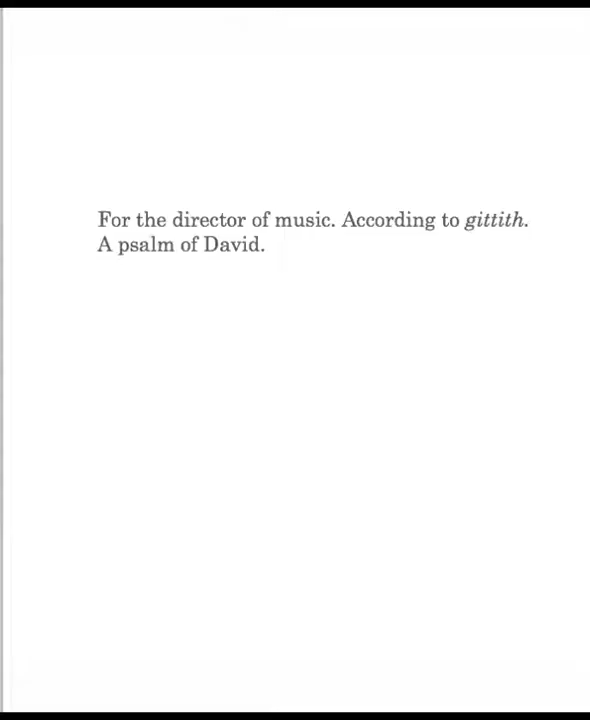 For the director of music. According to gittith.
A psalm of David.